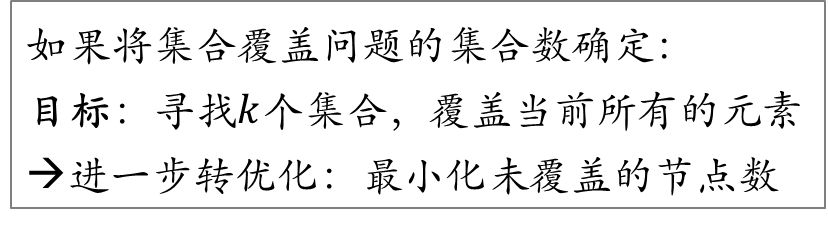 如果将集合覆盖问题的集合数确定：
目标：寻找k个集合，覆盖当前所有的元素
→进一步转优化：最小化未覆盖的节点数